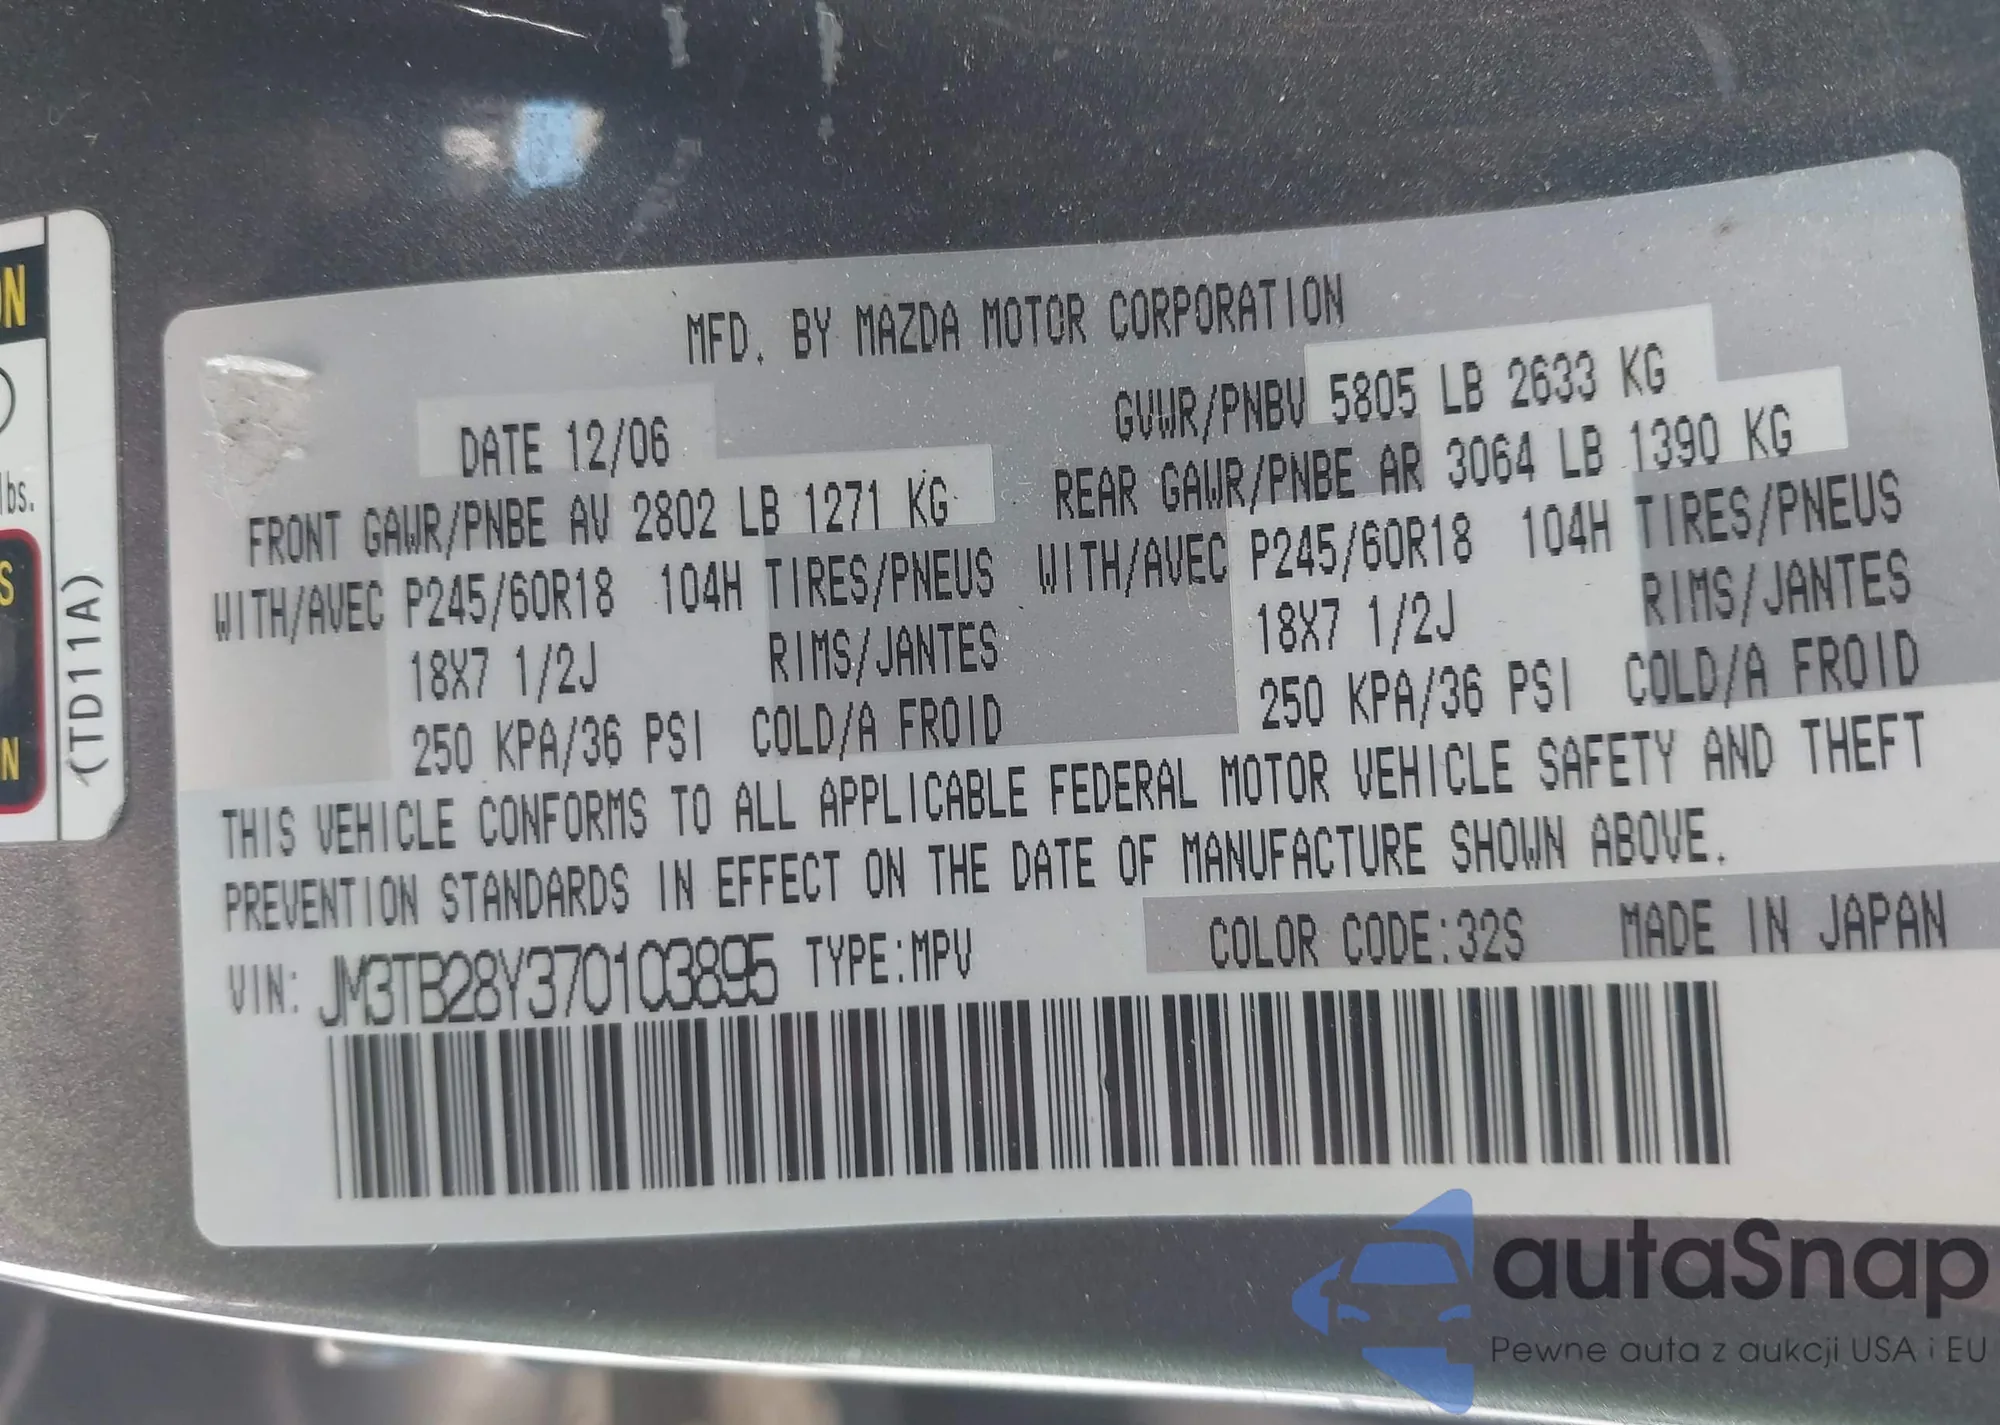 MFD. BY MAZDA MOTOR CORPORATION
DATE 12/06
GVWR/PNBV 5805 LB 2633 KG
FRONT GAWR/PNBE AV 2802 LB 1271 KG
REAR GAWR/PNBE AR 3064 LB 1390 KG
WITH/AVEC P245/60R18 104H TIRES/PNEUS
WITH/AVEC P245/60R18 104H TIRES/PNEUS
18X7 1/2J RIMS/JANTES
18X7 1/2J RIMS/JANTES
250 KPA/36 PSI COLD/A FROID
250 KPA/36 PSI COLD/A FROID
THIS VEHICLE CONFORMS TO ALL APPLICABLE FEDERAL MOTOR VEHICLE SAFETY AND THEFT
PREVENTION STANDARDS IN EFFECT ON THE DATE OF MANUFACTURE SHOWN ABOVE.
VIN: JM3TB28Y370103895 TYPE:MPV COLOR CODE:32S MADE IN JAPAN
lbs.
(TD11A)
autaSnap
Pewne auta z aukcji USA i EU